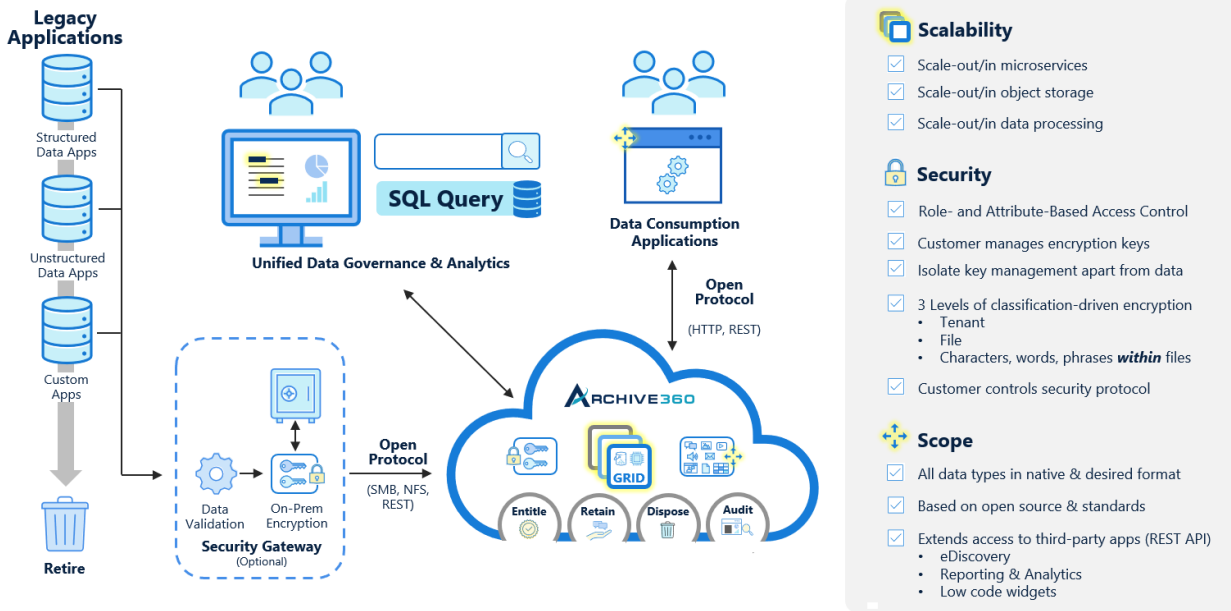 Legacy
Applications
Structured
Data Apps
Unstructured
Data Apps
Custom
Apps
Retire
SQL Query
Unified Data Governance & Analytics
Data Consumption
Applications
Open
Protocol
(HTTP, REST)
Data
Validation
On-Prem
Encryption
Security Gateway
(Optional)
Open
Protocol
(SMB, NFS,
REST)
ARCHIVE360
GRID
Entitle
Retain
Dispose
Audit
Scalability
Scale-out/in microservices
Scale-out/in object storage
Scale-out/in data processing
Security
Role- and Attribute-Based Access Control
Customer manages encryption keys
Isolate key management apart from data
3 Levels of classification-driven encryption
• Tenant
• File
• Characters, words, phrases within files
Customer controls security protocol
Scope
All data types in native & desired format
Based on open source & standards
Extends access to third-party apps (REST API)
• eDiscovery
• Reporting & Analytics
• Low code widgets